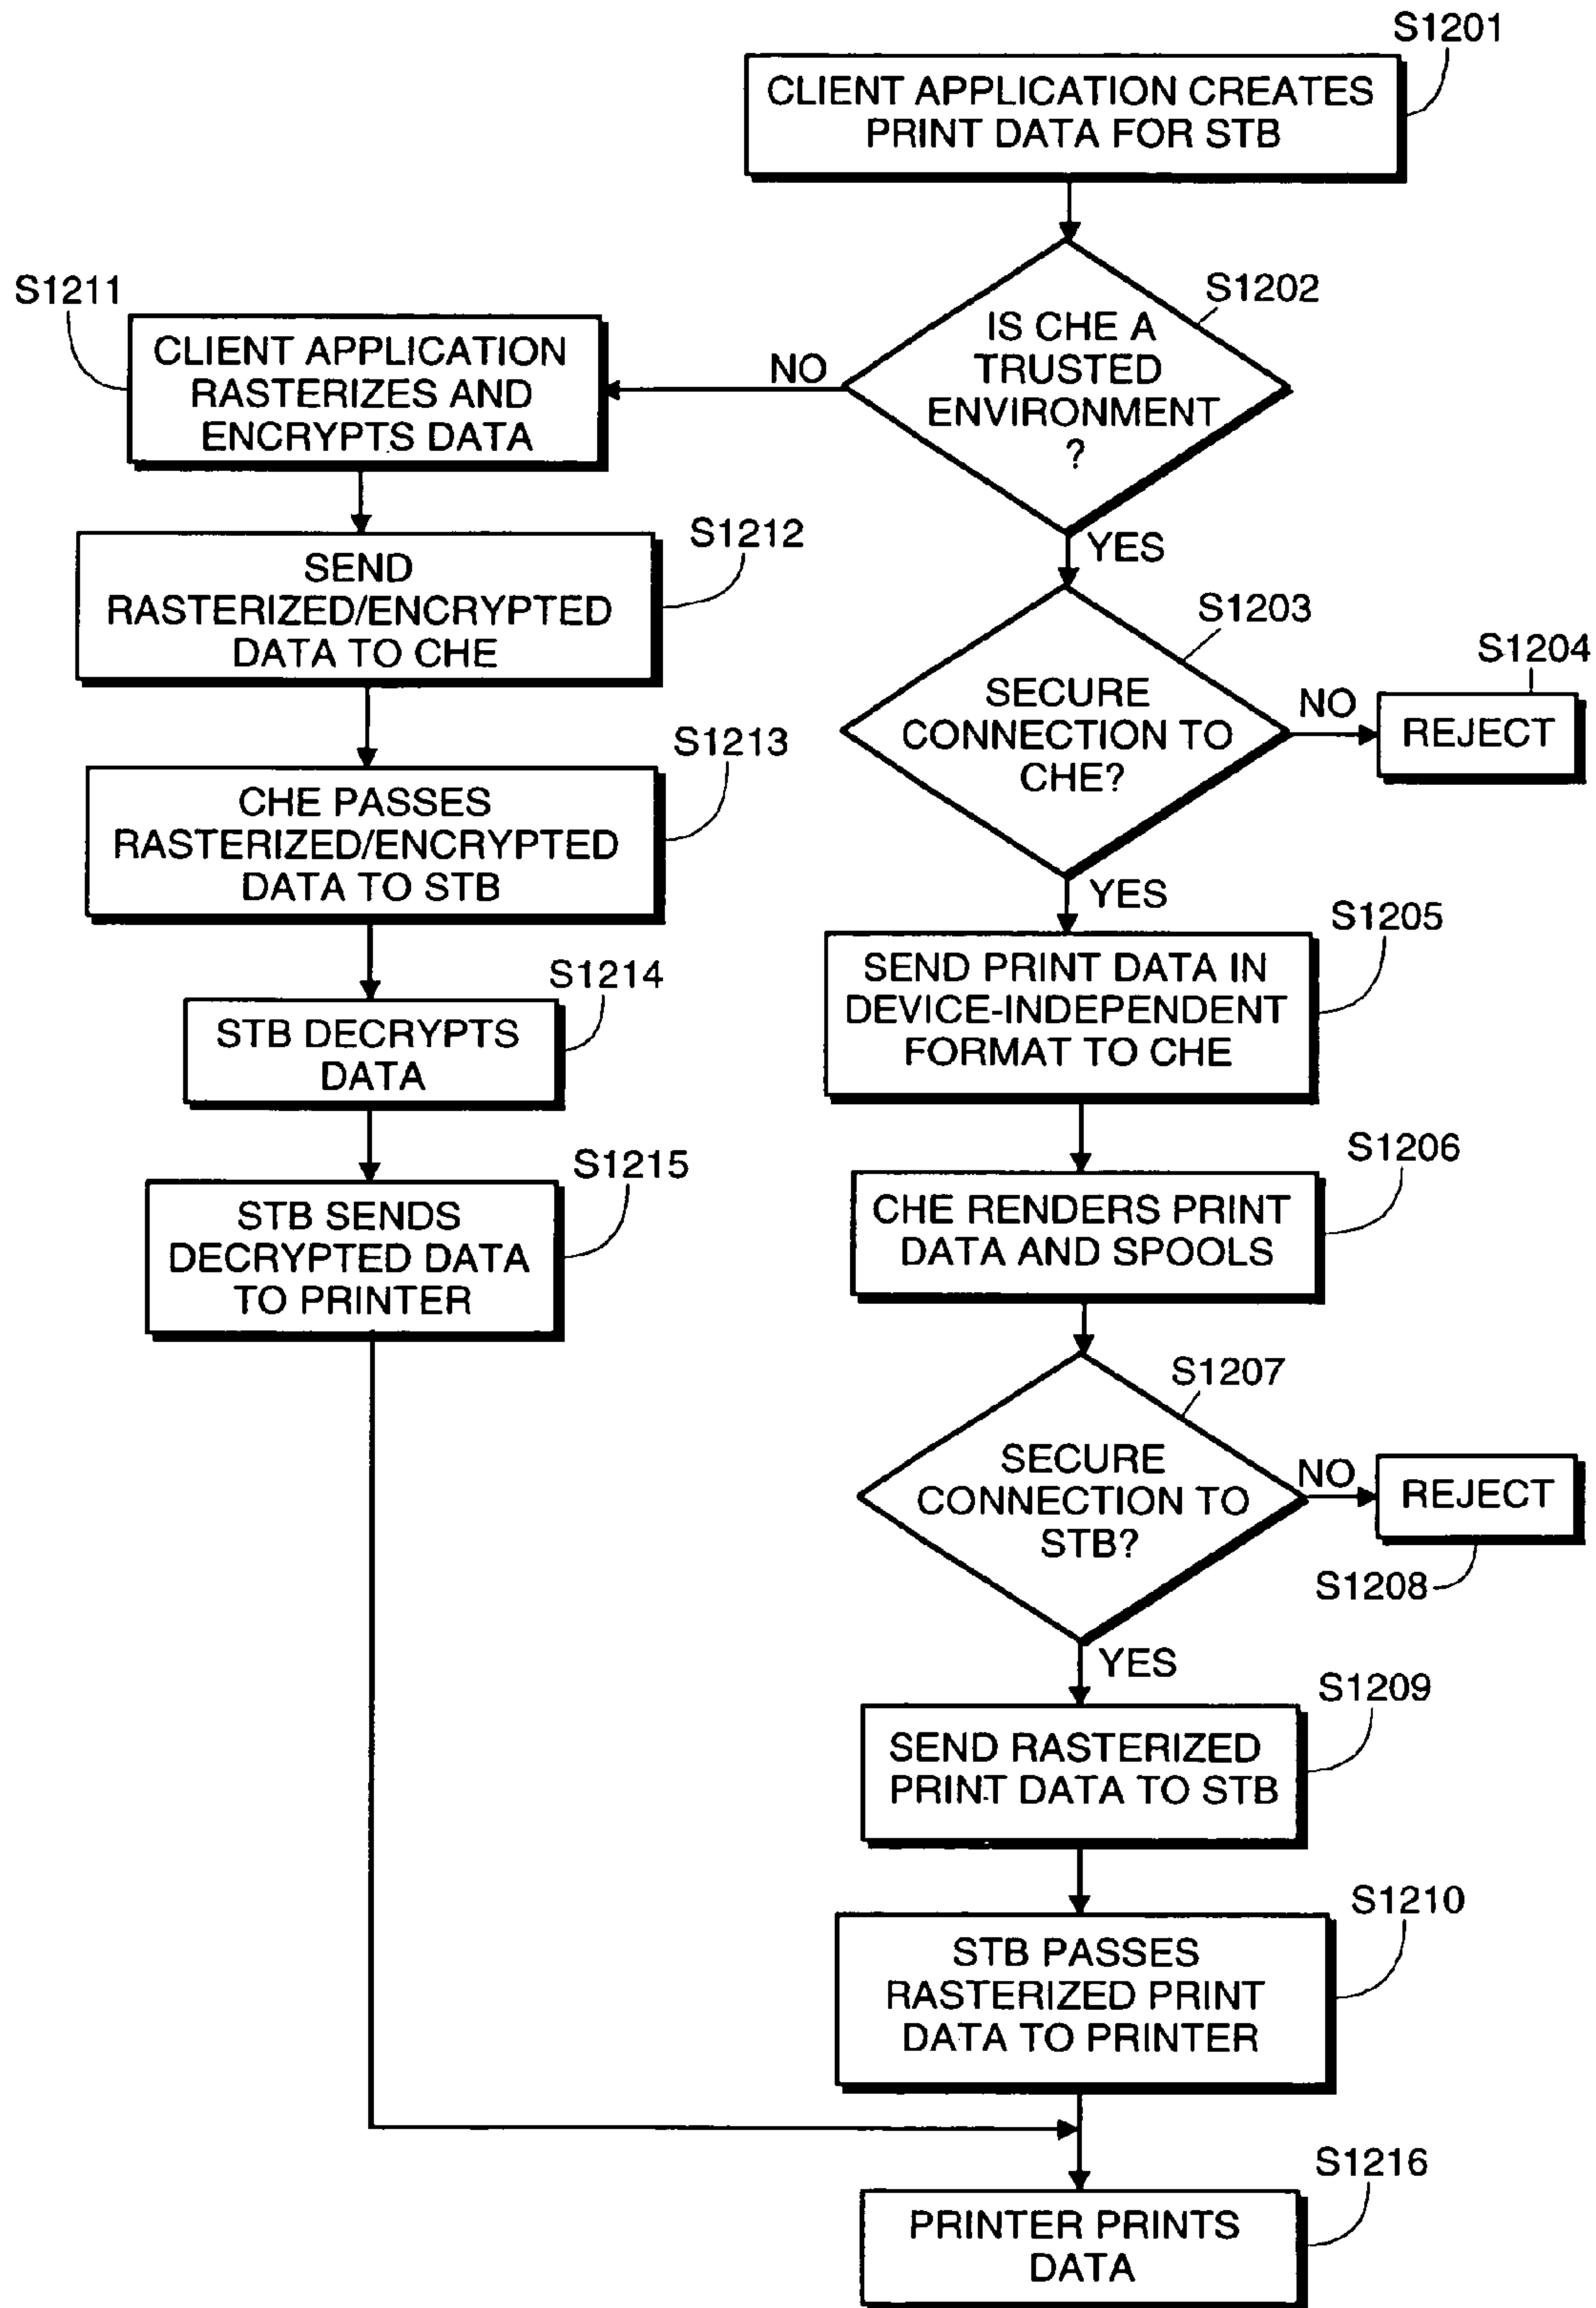 S1201
CLIENT APPLICATION CREATES
PRINT DATA FOR STB
S1202
IS CHE A
TRUSTED
ENVIRONMENT
?
NO
YES
S1211
CLIENT APPLICATION
RASTERIZES AND
ENCRYPTS DATA
S1212
SEND
RASTERIZED/ENCRYPTED
DATA TO CHE
S1213
CHE PASSES
RASTERIZED/ENCRYPTED
DATA TO STB
S1214
STB DECRYPTS
DATA
S1215
STB SENDS
DECRYPTED DATA
TO PRINTER
S1203
SECURE
CONNECTION TO
CHE?
NO
YES
S1204
REJECT
S1205
SEND PRINT DATA IN
DEVICE-INDEPENDENT
FORMAT TO CHE
S1206
CHE RENDERS PRINT
DATA AND SPOOLS
S1207
SECURE
CONNECTION TO
STB?
NO
YES
REJECT
S1208
S1209
SEND RASTERIZED
PRINT DATA TO STB
S1210
STB PASSES
RASTERIZED PRINT
DATA TO PRINTER
S1216
PRINTER PRINTS
DATA